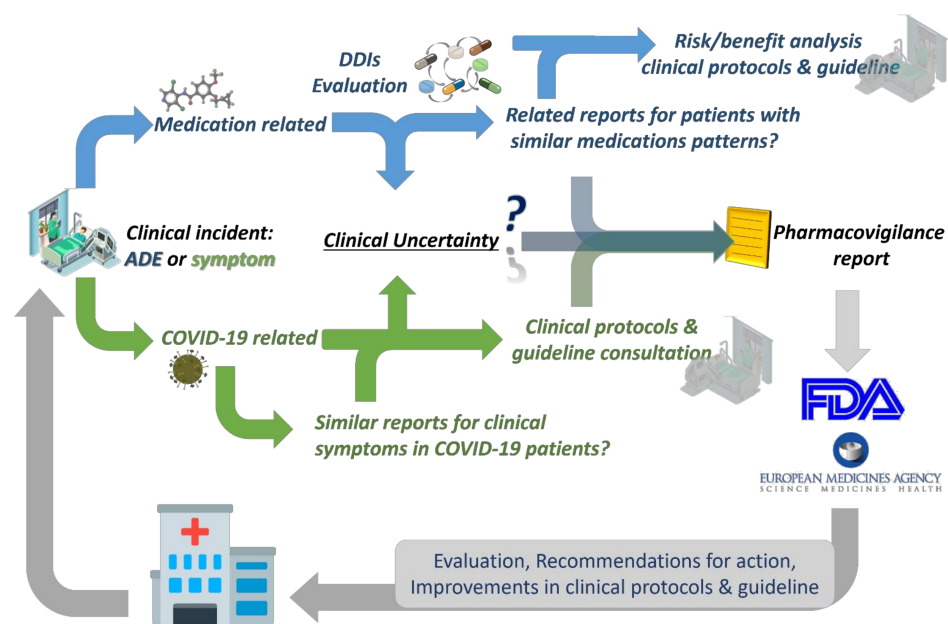 DDIs
Evaluation
Risk/benefit analysis
clinical protocols & guideline
Medication related
Related reports for patients with
similar medications patterns?
Clinical incident:
ADE or symptom
Clinical Uncertainty
?
?
Pharmacovigilance
report
COVID-19 related
Clinical protocols &
guideline consultation
Similar reports for clinical
symptoms in COVID-19 patients?
FDA
EUROPEAN MEDICINES AGENCY
SCIENCE MEDICINES HEALTH
Evaluation, Recommendations for action,
Improvements in clinical protocols & guideline